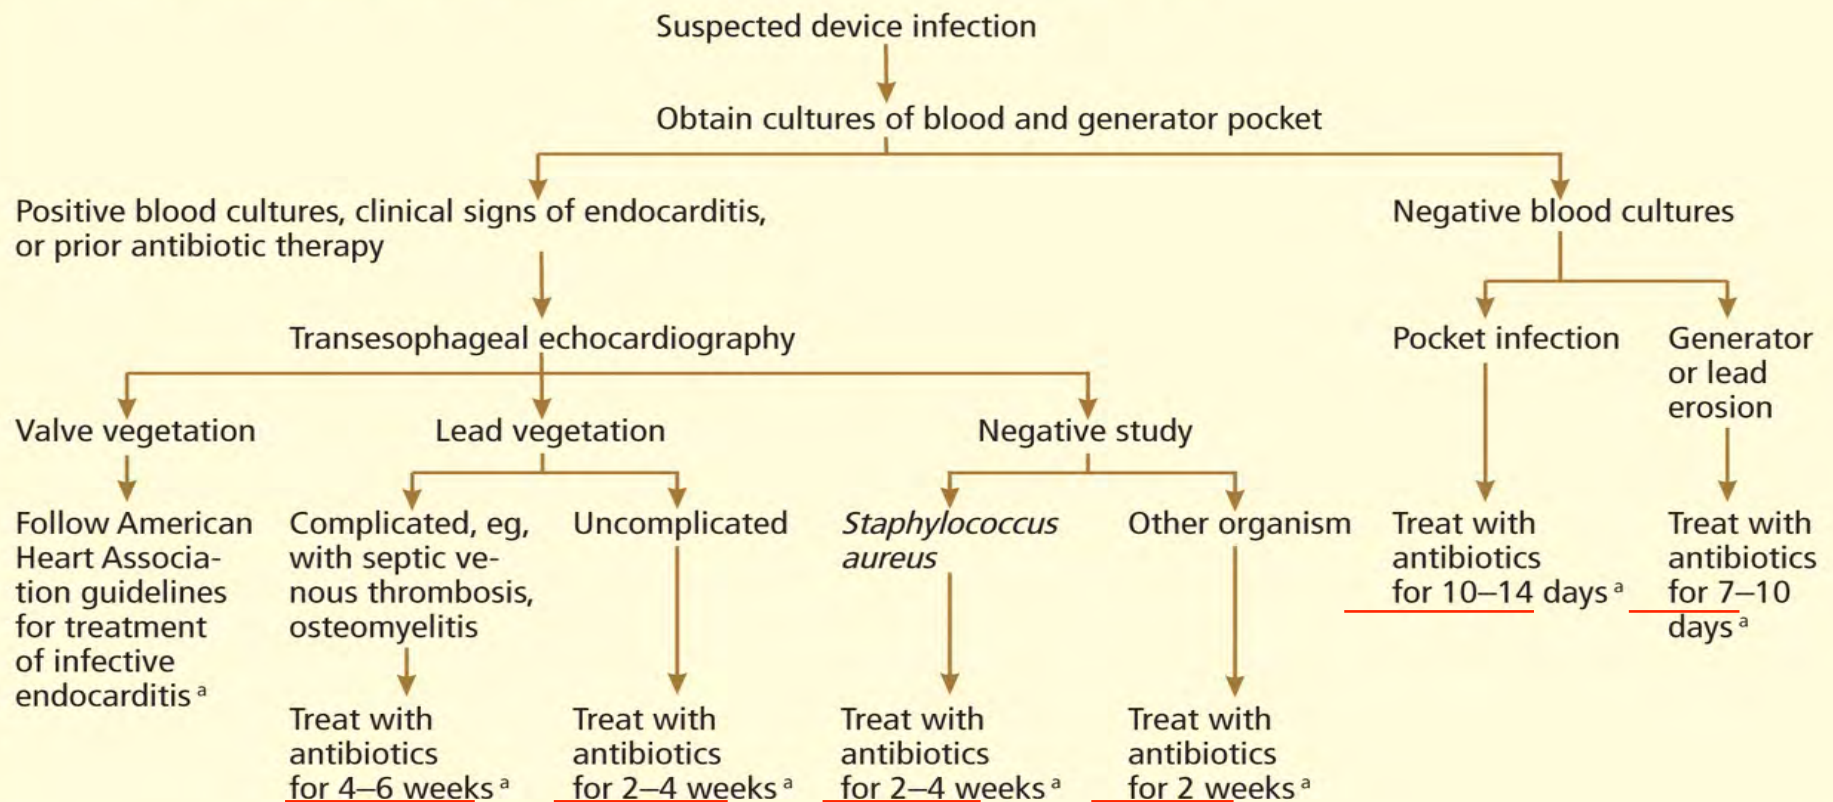 Suspected device infection
Obtain cultures of blood and generator pocket
Positive blood cultures, clinical signs of endocarditis,
or prior antibiotic therapy
Negative blood cultures
Transesophageal echocardiography
Pocket infection
Generator
or lead
erosion
Valve vegetation
Lead vegetation
Negative study
Follow American
Heart Associa-
tion guidelines
for treatment
of infective
endocarditis a
Complicated, eg,
with septic ve-
nous thrombosis,
osteomyelitis
Uncomplicated
Staphylococcus
aureus
Other organism
Treat with
antibiotics
for 10–14 days a
Treat with
antibiotics
for 7–10
days a
Treat with
antibiotics
for 4–6 weeks a
Treat with
antibiotics
for 2–4 weeks a
Treat with
antibiotics
for 2–4 weeks a
Treat with
antibiotics
for 2 weeks a